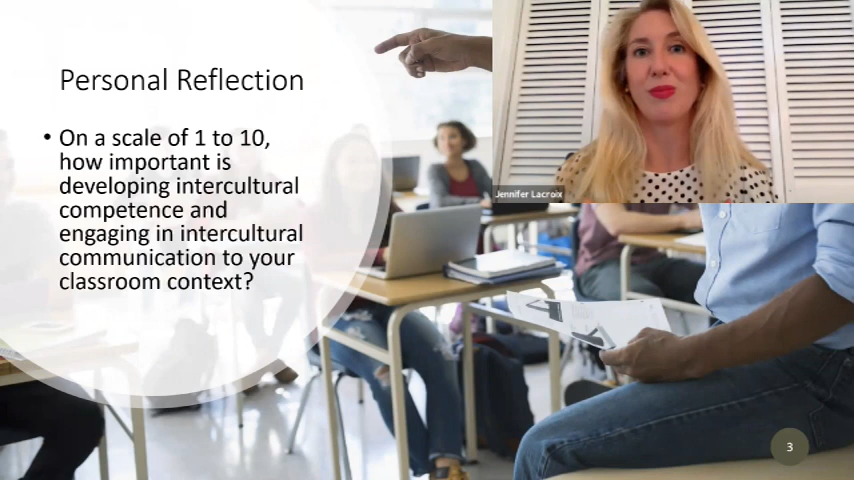 Personal Reflection
• On a scale of 1 to 10,
how important is
developing intercultural
competence and
engaging in intercultural
communication to your
classroom context?
Jennifer Lacroix
3